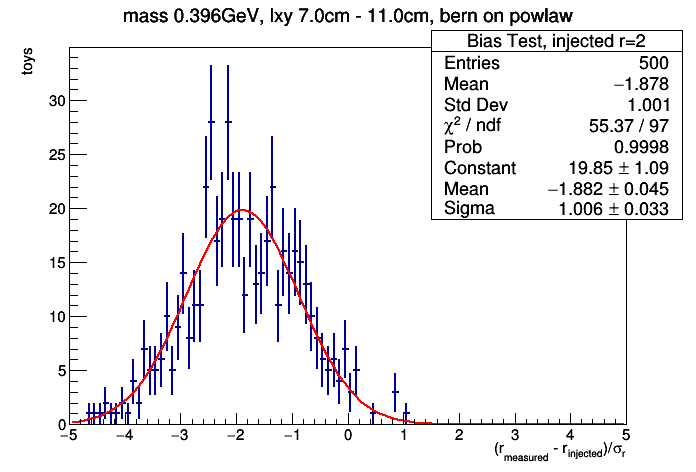 mass 0.396GeV, lxy 7.0cm - 11.0cm, bern on powlaw
Bias Test, injected r=2
Entries 500
Mean −1.878
Std Dev 1.001
χ² / ndf 55.37 / 97
Prob 0.9998
Constant 19.85 ± 1.09
Mean −1.882 ± 0.045
Sigma 1.006 ± 0.033
toys
30
25
20
15
10
5
0
−5 −4 −3 −2 −1 0 1 2 3 4 5
(r_measured - r_injected)/σ_r